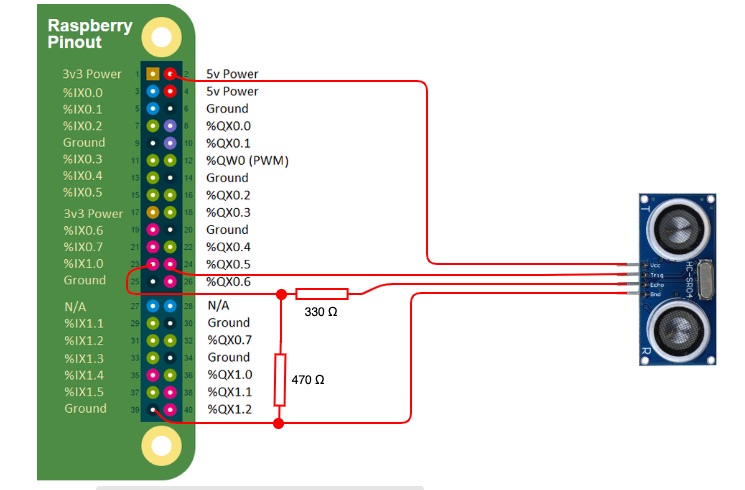 Raspberry
Pinout
3v3 Power 1 2 5v Power
%IX0.0 3 4 5v Power
%IX0.1 5 6 Ground
%IX0.2 7 8 %QX0.0
Ground 9 10 %QX0.1
%IX0.3 11 12 %QW0 (PWM)
%IX0.4 13 14 Ground
%IX0.5 15 16 %QX0.2
3v3 Power 17 18 %QX0.3
%IX0.6 19 20 Ground
%IX0.7 21 22 %QX0.4
%IX1.0 23 24 %QX0.5
Ground 25 26 %QX0.6
N/A 27 28 N/A
%IX1.1 29 30 Ground
%IX1.2 31 32 %QX0.7
%IX1.3 33 34 Ground
%IX1.4 35 36 %QX1.0
%IX1.5 37 38 %QX1.1
Ground 39 40 %QX1.2
330 Ω
470 Ω
T
Vcc
Trig
Echo
Gnd
HC-SR04
R